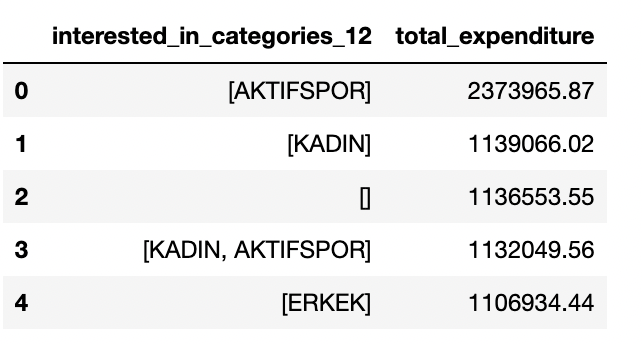 interested_in_categories_12 total_expenditure
0 [AKTIFSPOR] 2373965.87
1 [KADIN] 1139066.02
2 [] 1136553.55
3 [KADIN, AKTIFSPOR] 1132049.56
4 [ERKEK] 1106934.44